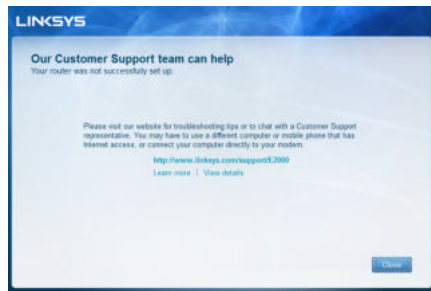 LINKSYS
Our Customer Support team can help
Your router was not successfully set up.
Please visit our website for troubleshooting tips or to chat with a Customer Support
representative. You may have to use a different computer or mobile phone that has
Internet access, or connect your computer directly to your modem.
http://www.linksys.com/support/E2000
Learn more | View details
Close